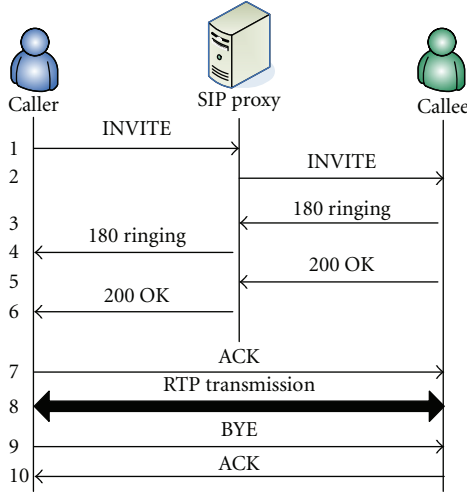 Caller
SIP proxy
Callee
1
INVITE
2
INVITE
3
180 ringing
4
180 ringing
5
200 OK
6
200 OK
7
ACK
RTP transmission
8
9
BYE
10
ACK